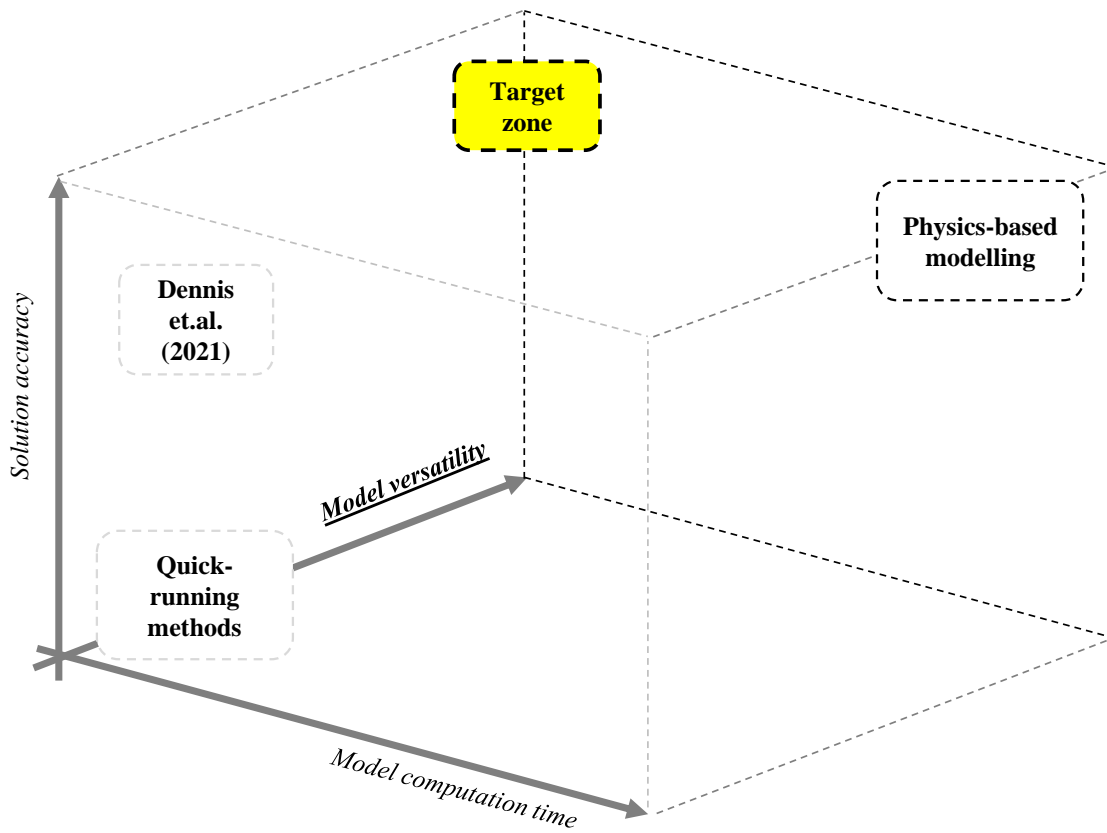 Target
zone
Physics-based
modelling
Dennis
et.al.
(2021)
Solution accuracy
Model versatility
Quick-
running
methods
Model computation time